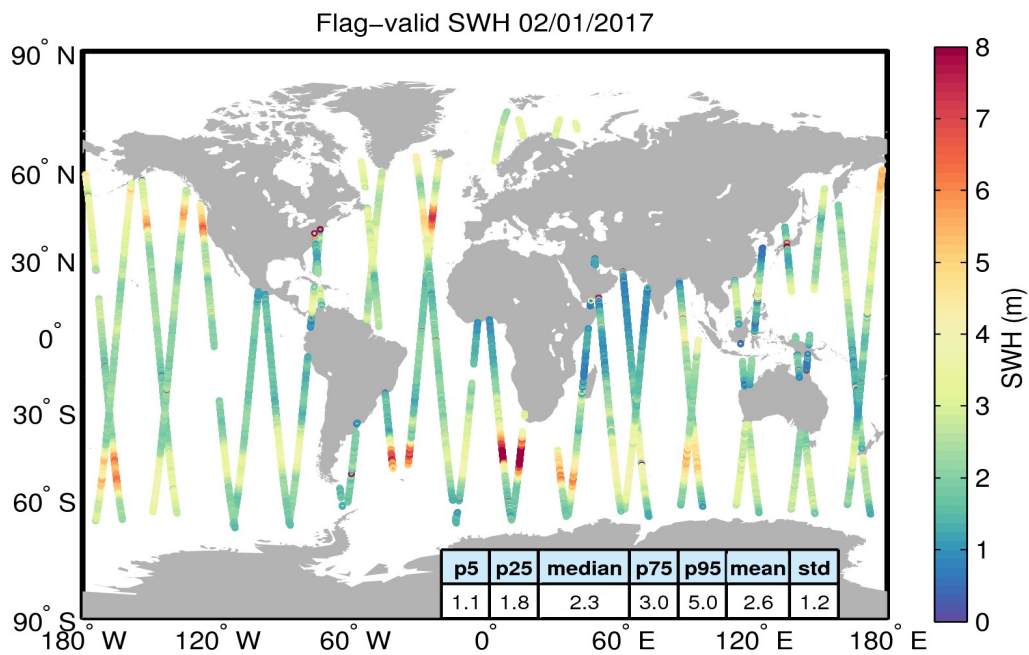 Flag−valid SWH 02/01/2017
90° N
60° N
30° N
0°
30° S
60° S
90° S
180° W
120° W
60° W
0°
60° E
120° E
180° E
8
7
6
5
4
3
2
1
0
SWH (m)
p5 p25 median p75 p95 mean std
1.1 1.8 2.3 3.0 5.0 2.6 1.2